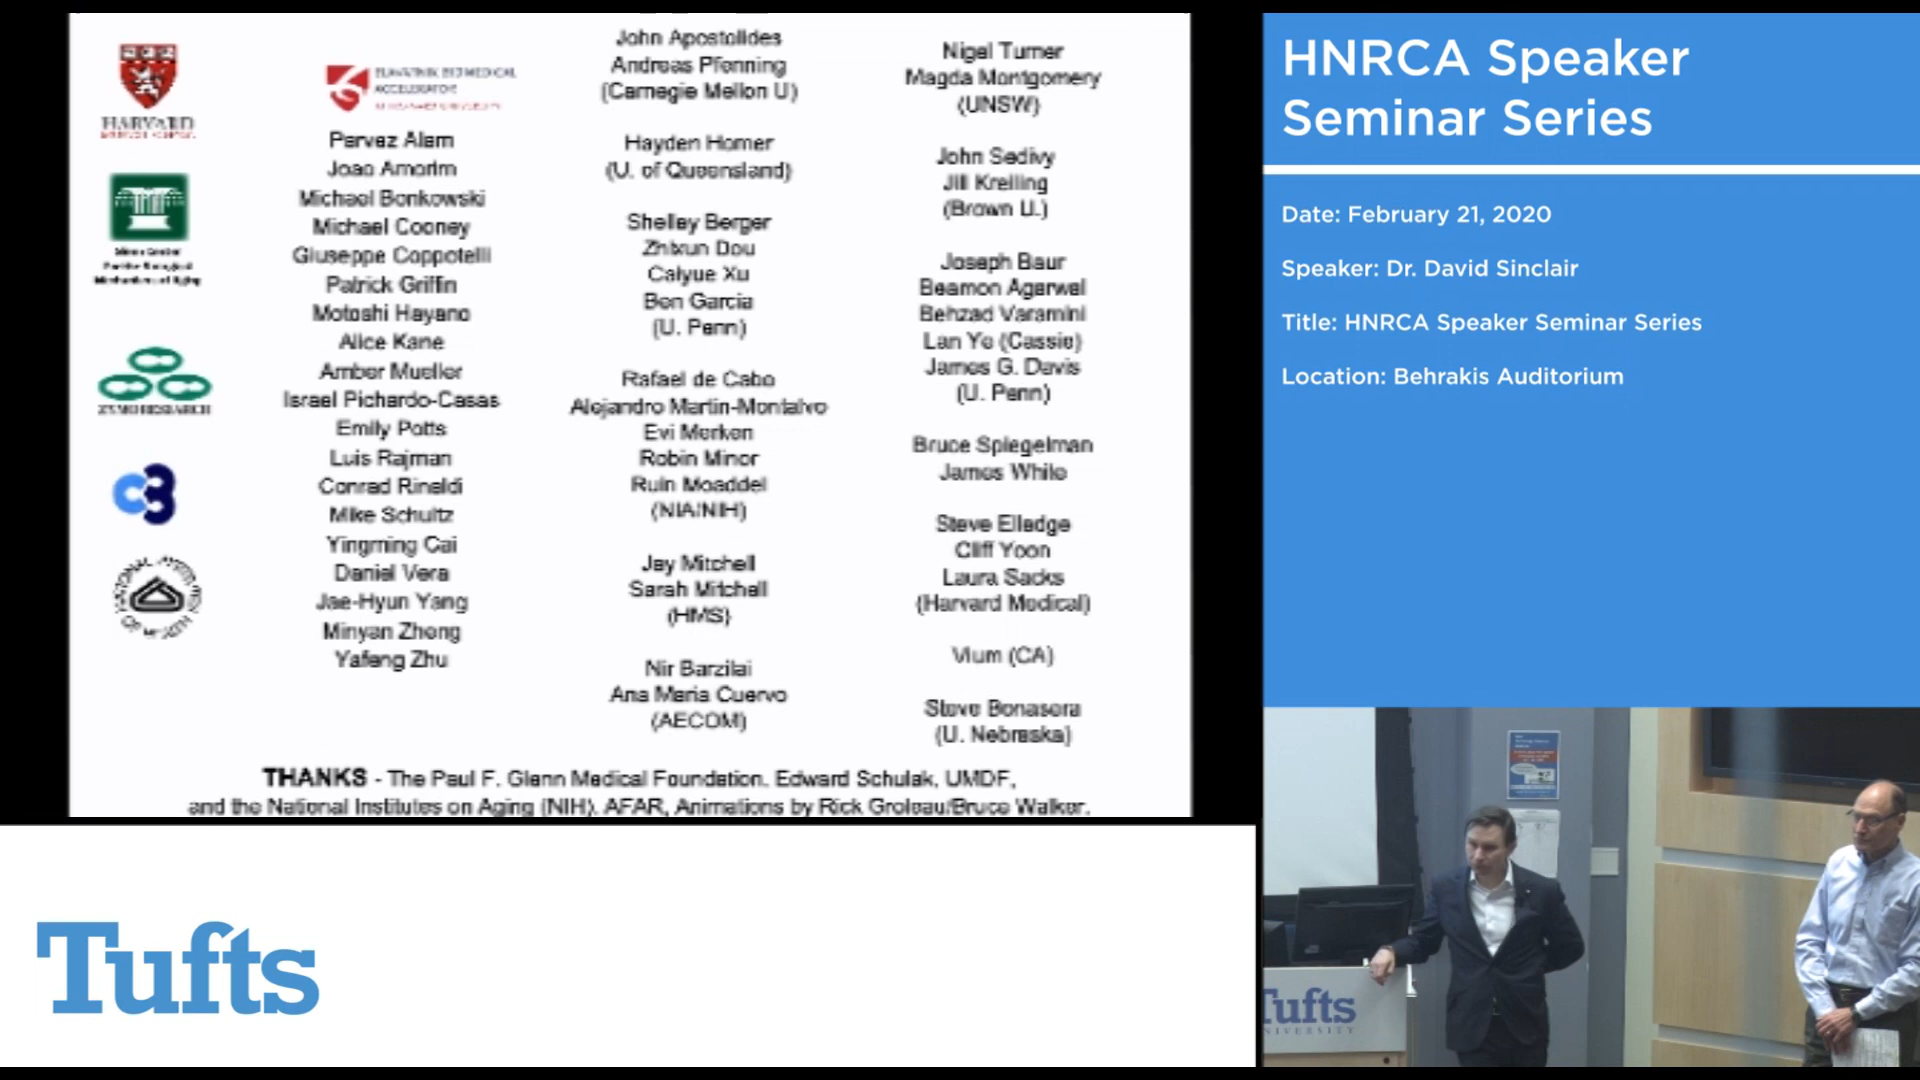 HARVARD
BLAVATNIK BIOMEDICAL
ACCELERATOR
Pervez Alam
Joao Amorim
Michael Bonkowski
Michael Cooney
Giuseppe Coppotelli
Patrick Griffin
Motoshi Hayano
Alice Kane
Amber Mueller
Israel Pichardo-Casas
Emily Potts
Luis Rajman
Conrad Rinaldi
Mike Schultz
Yingming Cai
Daniel Vera
Jae-Hyun Yang
Minyan Zheng
Yafeng Zhu
ZYMO RESEARCH
John Apostolides
Andreas Pfenning
(Carnegie Mellon U)
Hayden Homer
(U. of Queensland)
Shelley Berger
Zhixun Dou
Caiyue Xu
Ben Garcia
(U. Penn)
Rafael de Cabo
Alejandro Martin-Montalvo
Evi Merken
Robin Minor
Ruin Moaddel
(NIA/NIH)
Jay Mitchell
Sarah Mitchell
(HMS)
Nir Barzilai
Ana Maria Cuervo
(AECOM)
Nigel Turner
Magda Montgomery
(UNSW)
John Sedivy
Jill Kreiling
(Brown U.)
Joseph Baur
Beamon Agarwal
Behzad Varamini
Lan Ye (Cassie)
James G. Davis
(U. Penn)
Bruce Spiegelman
James White
Steve Elledge
Cliff Yoon
Laura Sacks
(Harvard Medical)
Vium (CA)
Steve Bonasera
(U. Nebraska)
THANKS - The Paul F. Glenn Medical Foundation, Edward Schulak, UMDF,
and the National Institutes on Aging (NIH), AFAR, Animations by Rick Groleau/Bruce Walker.
Tufts
HNRCA Speaker
Seminar Series
Date: February 21, 2020
Speaker: Dr. David Sinclair
Title: HNRCA Speaker Seminar Series
Location: Behrakis Auditorium
Tufts
UNIVERSITY